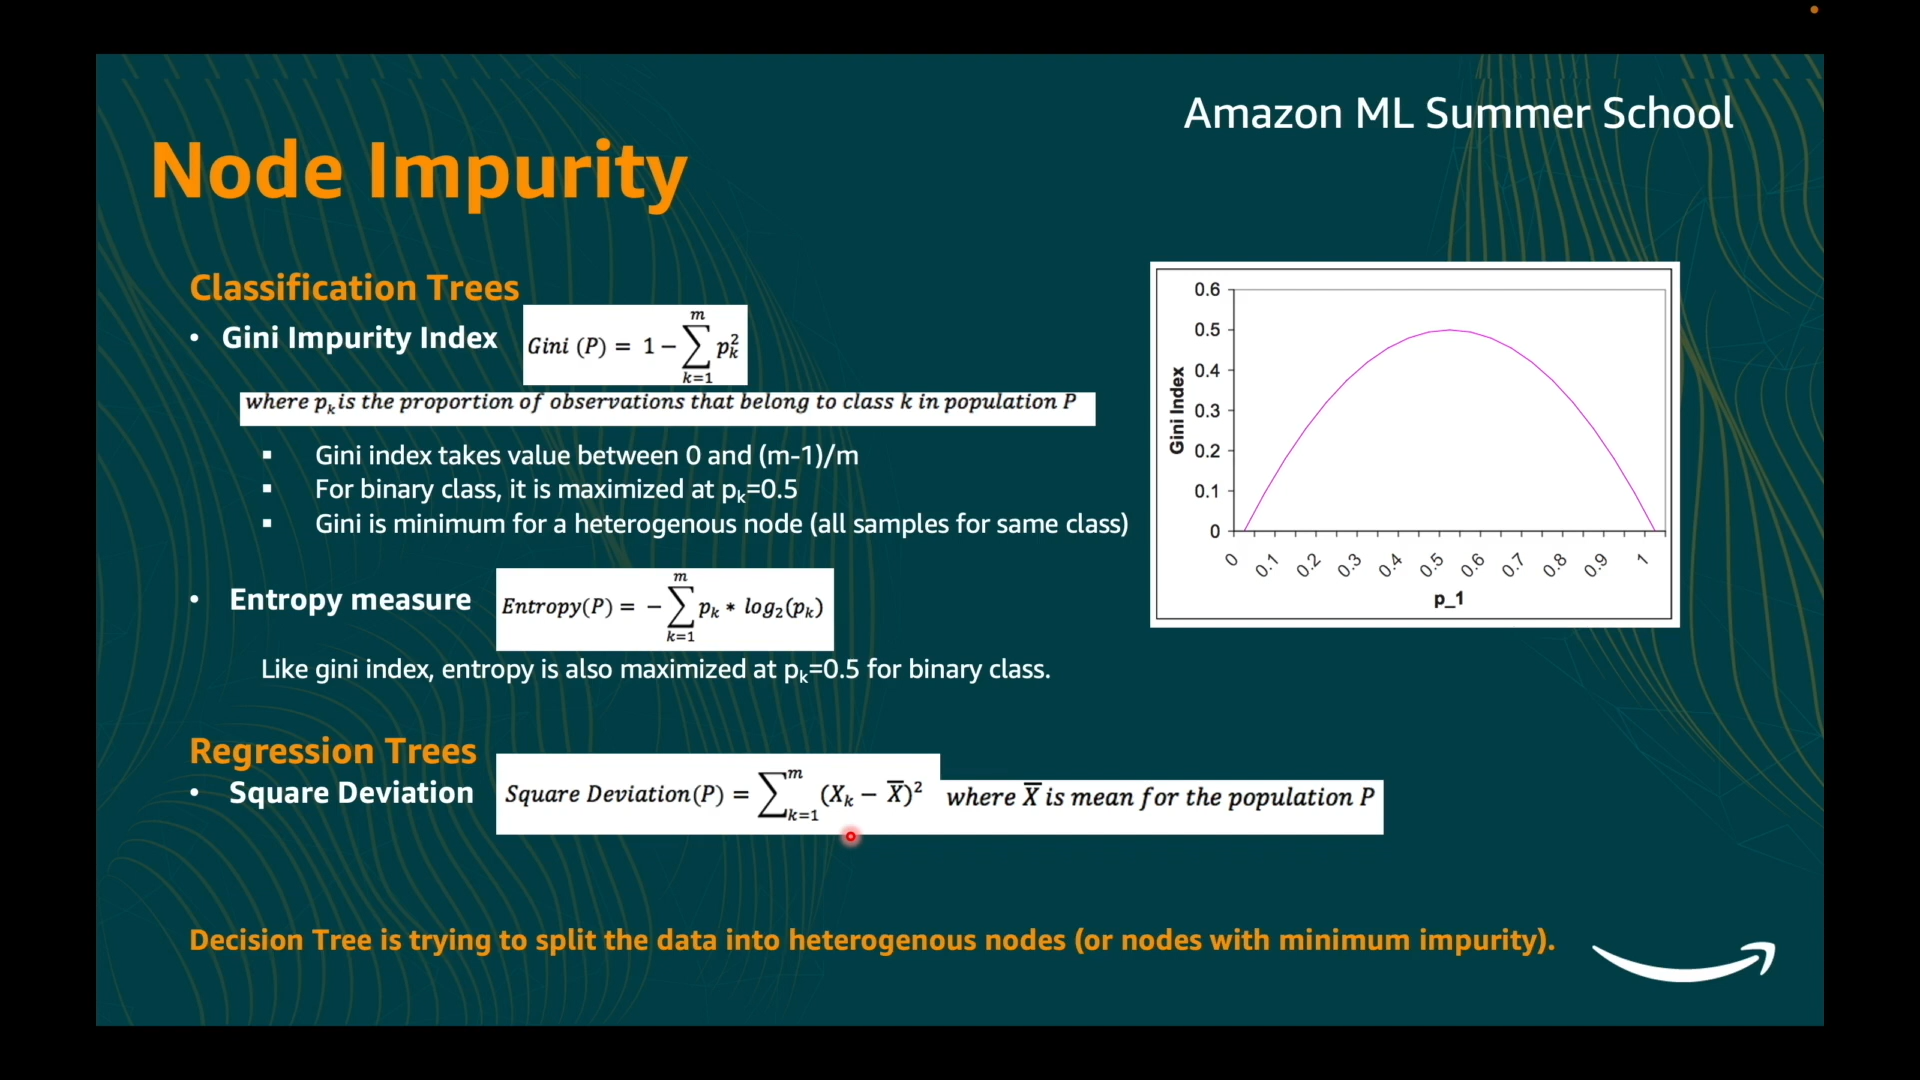 Amazon ML Summer School
Node Impurity
Classification Trees
• Gini Impurity Index
Gini (P) = 1 − ∑_{k=1}^{m} p_k^2
where p_k is the proportion of observations that belong to class k in population P
▪ Gini index takes value between 0 and (m-1)/m
▪ For binary class, it is maximized at p_k=0.5
▪ Gini is minimum for a heterogenous node (all samples for same class)
• Entropy measure
Entropy(P) = − ∑_{k=1}^{m} p_k * log_2(p_k)
Like gini index, entropy is also maximized at p_k=0.5 for binary class.
Regression Trees
• Square Deviation
Square Deviation(P) = ∑_{k=1}^{m} (X_k − X̅)^2 where X̅ is mean for the population P
Decision Tree is trying to split the data into heterogenous nodes (or nodes with minimum impurity).
Gini Index
0.6
0.5
0.4
0.3
0.2
0.1
0
0 0.1 0.2 0.3 0.4 0.5 0.6 0.7 0.8 0.9 1
p_1